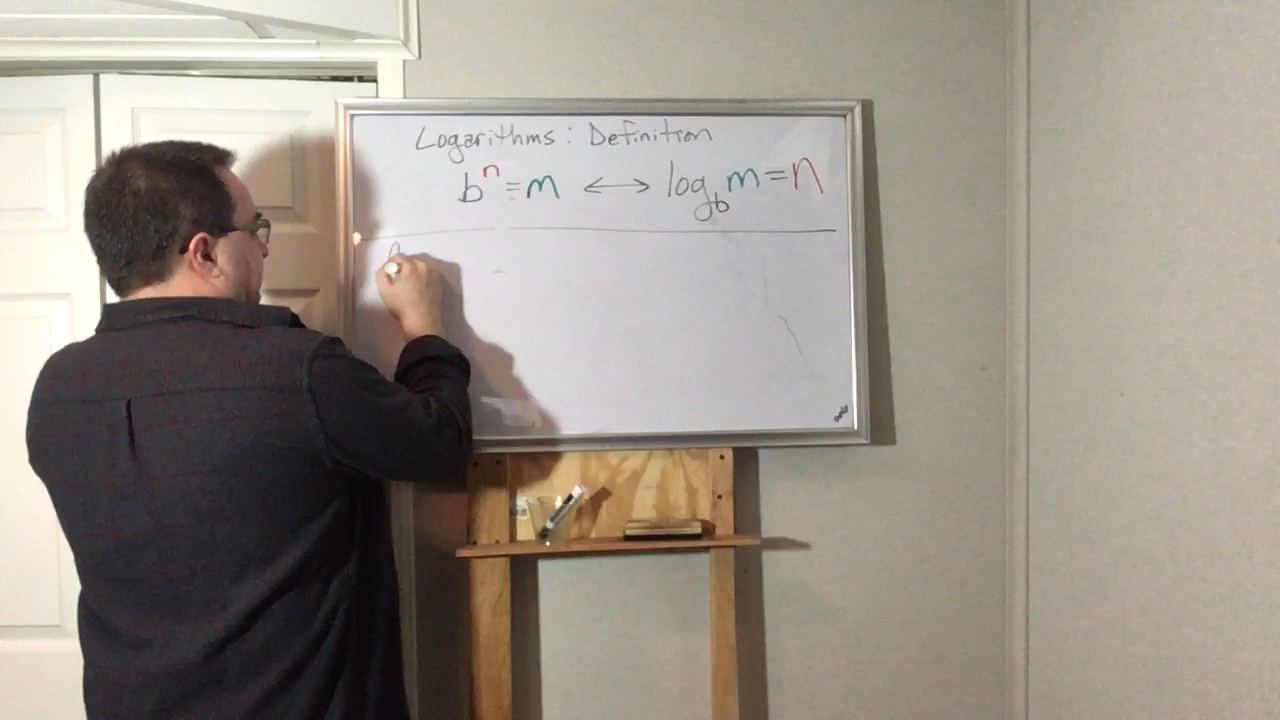 Logarithms: Definition
bⁿ = m ↔ log_b m = n